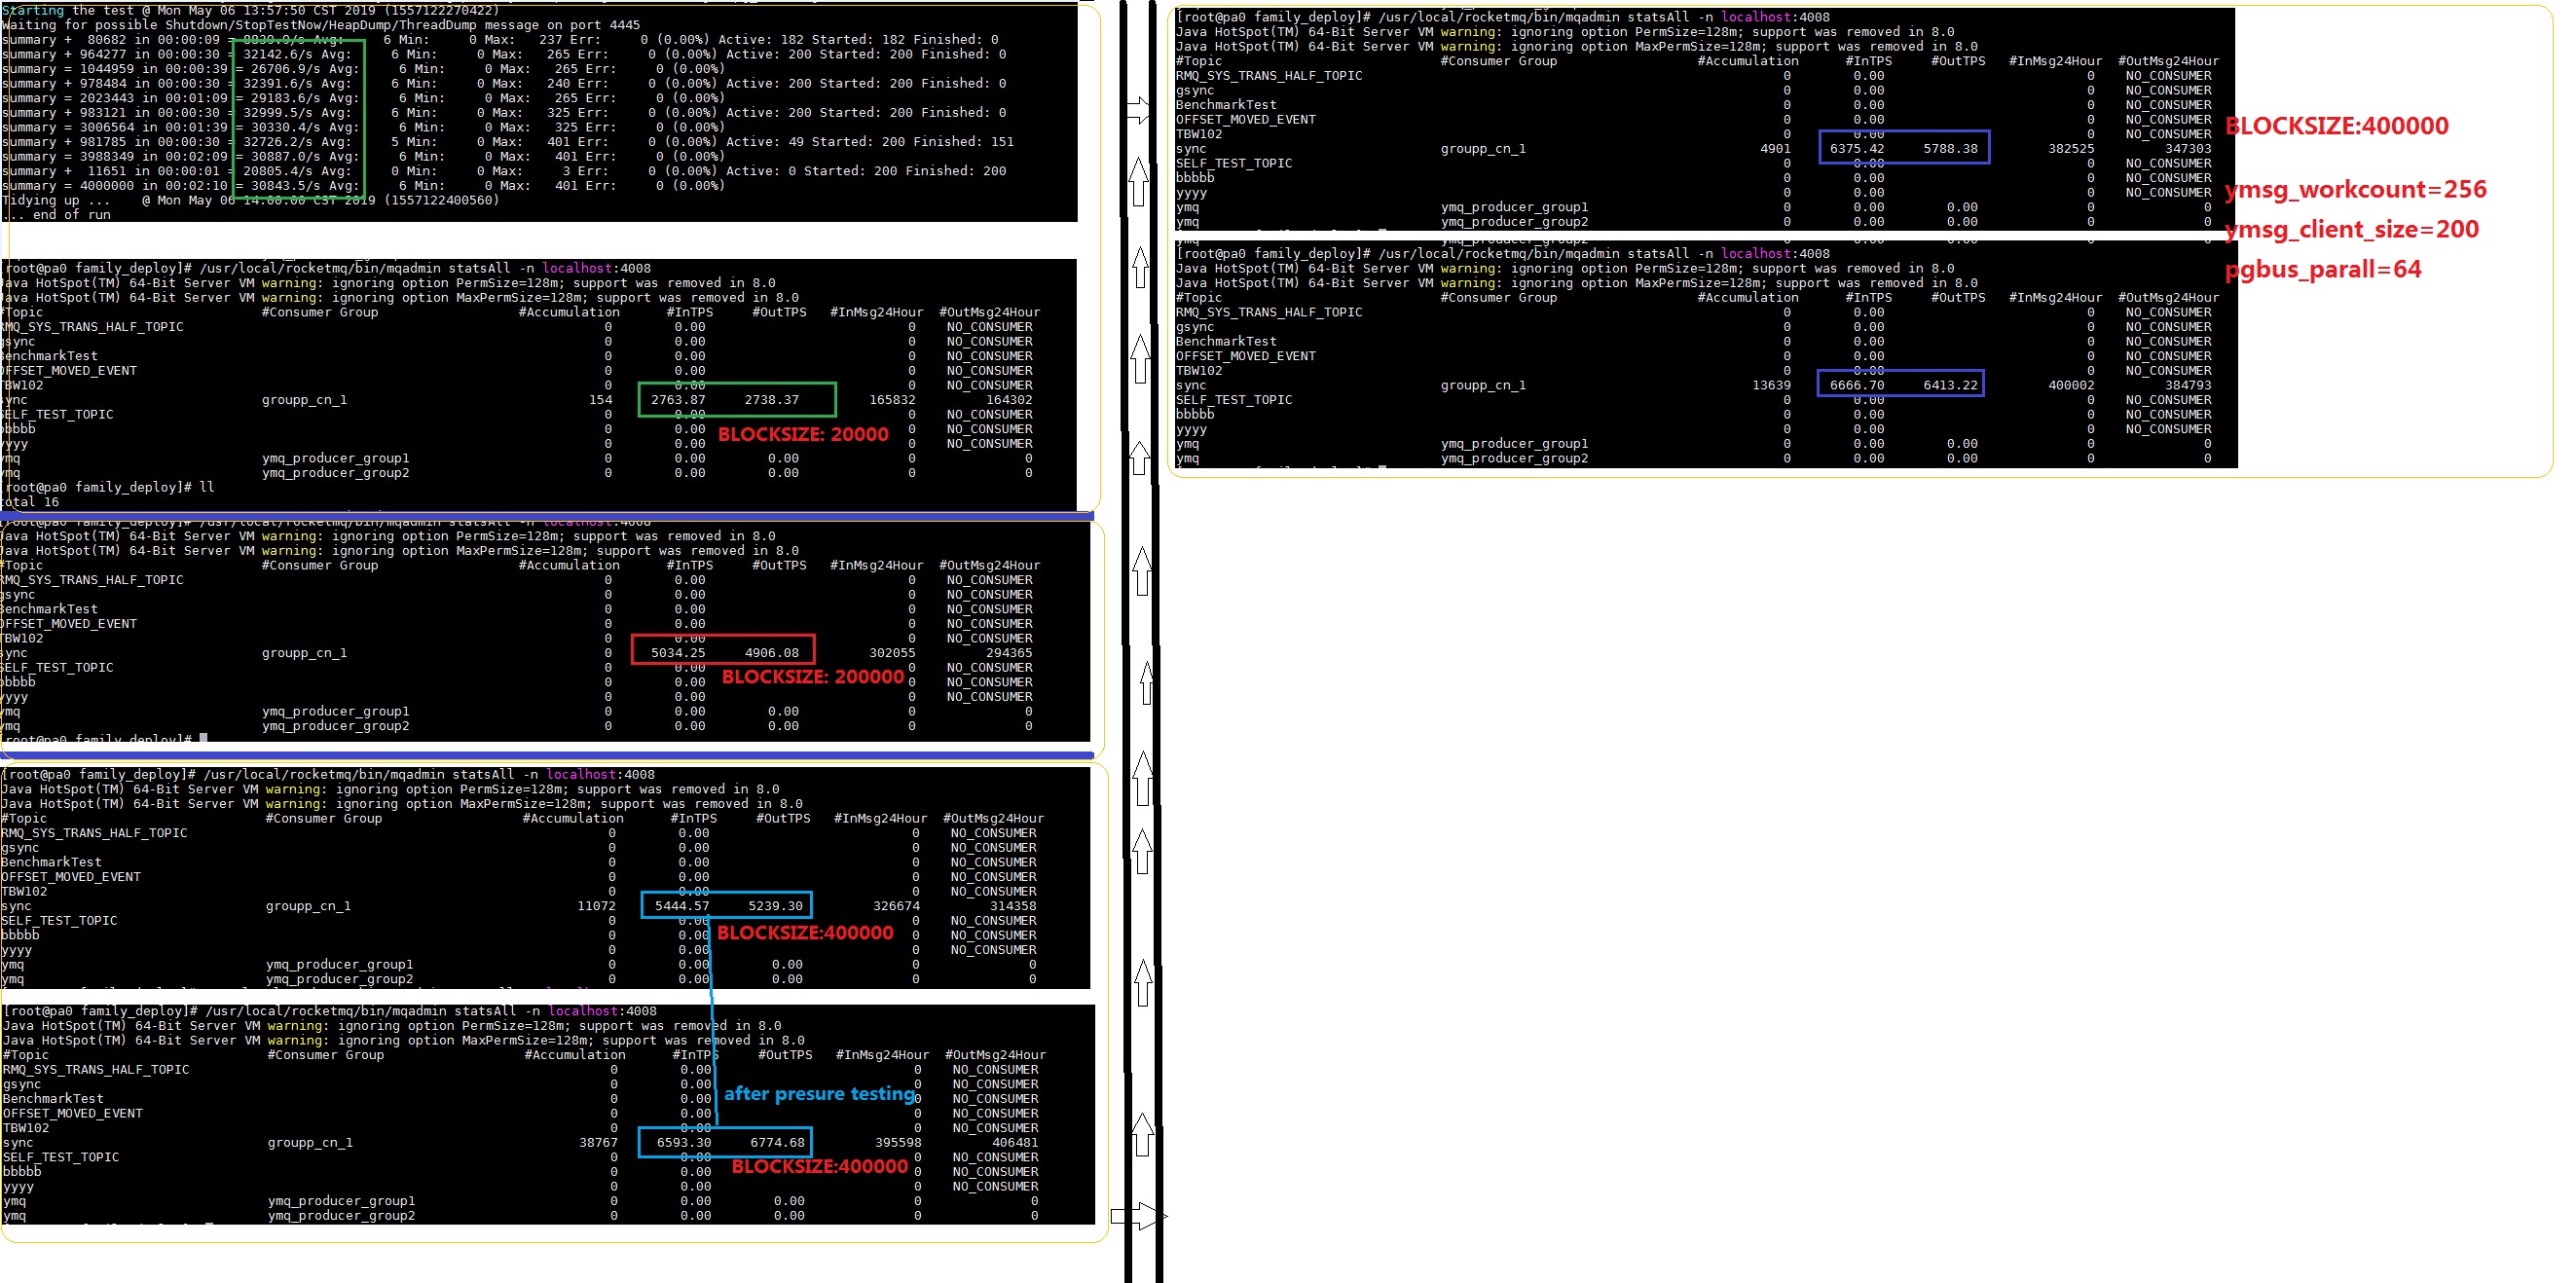 Starting the test @ Mon May 06 13:57:50 CST 2019 (1557122270422)
Waiting for possible Shutdown/StopTestNow/HeapDump/ThreadDump message on port 4445
summary + 80682 in 00:00:09 = 8839.0/s Avg: 6 Min: 0 Max: 237 Err: 0 (0.00%) Active: 182 Started: 182 Finished: 0
summary + 964277 in 00:00:30 = 32142.6/s Avg: 6 Min: 0 Max: 265 Err: 0 (0.00%) Active: 200 Started: 200 Finished: 0
summary = 1044959 in 00:00:39 = 26706.9/s Avg: 6 Min: 0 Max: 265 Err: 0 (0.00%)
summary + 978484 in 00:00:30 = 32391.6/s Avg: 6 Min: 0 Max: 240 Err: 0 (0.00%) Active: 200 Started: 200 Finished: 0
summary = 2023443 in 00:01:09 = 29183.6/s Avg: 6 Min: 0 Max: 265 Err: 0 (0.00%)
summary + 983121 in 00:00:30 = 32999.5/s Avg: 6 Min: 0 Max: 325 Err: 0 (0.00%) Active: 200 Started: 200 Finished: 0
summary = 3006564 in 00:01:39 = 30330.4/s Avg: 6 Min: 0 Max: 325 Err: 0 (0.00%)
summary + 981785 in 00:00:30 = 32726.2/s Avg: 5 Min: 0 Max: 401 Err: 0 (0.00%) Active: 49 Started: 200 Finished: 151
summary = 3988349 in 00:02:09 = 30887.0/s Avg: 6 Min: 0 Max: 401 Err: 0 (0.00%)
summary + 11651 in 00:00:01 = 20805.4/s Avg: 0 Min: 0 Max: 3 Err: 0 (0.00%) Active: 0 Started: 200 Finished: 200
summary = 4000000 in 00:02:10 = 30843.5/s Avg: 6 Min: 0 Max: 401 Err: 0 (0.00%)
Tidying up ... @ Mon May 06 14:00:00 CST 2019 (1557122400560)
... end of run
[root@pa0 family_deploy]# /usr/local/rocketmq/bin/mqadmin statsAll -n localhost:4008
Java HotSpot(TM) 64-Bit Server VM warning: ignoring option PermSize=128m; support was removed in 8.0
Java HotSpot(TM) 64-Bit Server VM warning: ignoring option MaxPermSize=128m; support was removed in 8.0
#Topic #Consumer Group #Accumulation #InTPS #OutTPS #InMsg24Hour #OutMsg24Hour
RMQ_SYS_TRANS_HALF_TOPIC 0 0.00 0 NO_CONSUMER
gsync 0 0.00 0 NO_CONSUMER
BenchmarkTest 0 0.00 0 NO_CONSUMER
OFFSET_MOVED_EVENT 0 0.00 0 NO_CONSUMER
TBW102 0 0.00 0 NO_CONSUMER
sync groupp_cn_1 154 2763.87 2738.37 165832 164302
SELF_TEST_TOPIC 0 0.00 0 NO_CONSUMER
bbbbb 0 0.00 0 NO_CONSUMER
BLOCKSIZE: 20000
yyyy 0 0.00 0 NO_CONSUMER
ymq ymq_producer_group1 0 0.00 0.00 0 0
ymq ymq_producer_group2 0 0.00 0.00 0 0
[root@pa0 family_deploy]# ll
total 16
[root@pa0 family_deploy]# /usr/local/rocketmq/bin/mqadmin statsAll -n localhost:4008
Java HotSpot(TM) 64-Bit Server VM warning: ignoring option PermSize=128m; support was removed in 8.0
Java HotSpot(TM) 64-Bit Server VM warning: ignoring option MaxPermSize=128m; support was removed in 8.0
#Topic #Consumer Group #Accumulation #InTPS #OutTPS #InMsg24Hour #OutMsg24Hour
RMQ_SYS_TRANS_HALF_TOPIC 0 0.00 0 NO_CONSUMER
gsync 0 0.00 0 NO_CONSUMER
BenchmarkTest 0 0.00 0 NO_CONSUMER
OFFSET_MOVED_EVENT 0 0.00 0 NO_CONSUMER
TBW102 0 0.00 0 NO_CONSUMER
sync groupp_cn_1 0 5034.25 4906.08 302055 294365
SELF_TEST_TOPIC 0 0.00 0 NO_CONSUMER
BLOCKSIZE: 200000
bbbbb 0 0.00 0 NO_CONSUMER
yyyy 0 0.00 0 NO_CONSUMER
ymq ymq_producer_group1 0 0.00 0.00 0 0
ymq ymq_producer_group2 0 0.00 0.00 0 0
[root@pa0 family_deploy]#
[root@pa0 family_deploy]# /usr/local/rocketmq/bin/mqadmin statsAll -n localhost:4008
Java HotSpot(TM) 64-Bit Server VM warning: ignoring option PermSize=128m; support was removed in 8.0
Java HotSpot(TM) 64-Bit Server VM warning: ignoring option MaxPermSize=128m; support was removed in 8.0
#Topic #Consumer Group #Accumulation #InTPS #OutTPS #InMsg24Hour #OutMsg24Hour
RMQ_SYS_TRANS_HALF_TOPIC 0 0.00 0 NO_CONSUMER
gsync 0 0.00 0 NO_CONSUMER
BenchmarkTest 0 0.00 0 NO_CONSUMER
OFFSET_MOVED_EVENT 0 0.00 0 NO_CONSUMER
TBW102 0 0.00 0 NO_CONSUMER
sync groupp_cn_1 11072 5444.57 5239.30 326674 314358
SELF_TEST_TOPIC 0 0.00 0 NO_CONSUMER
BLOCKSIZE:400000
bbbbb 0 0.00 0 NO_CONSUMER
yyyy 0 0.00 0 NO_CONSUMER
ymq ymq_producer_group1 0 0.00 0.00 0 0
ymq ymq_producer_group2 0 0.00 0.00 0 0
[root@pa0 family_deploy]# /usr/local/rocketmq/bin/mqadmin statsAll -n localhost:4008
Java HotSpot(TM) 64-Bit Server VM warning: ignoring option PermSize=128m; support was removed in 8.0
Java HotSpot(TM) 64-Bit Server VM warning: ignoring option MaxPermSize=128m; support was removed in 8.0
#Topic #Consumer Group #Accumulation #InTPS #OutTPS #InMsg24Hour #OutMsg24Hour
RMQ_SYS_TRANS_HALF_TOPIC 0 0.00 0 NO_CONSUMER
gsync 0 0.00 0 NO_CONSUMER
after presure testing
BenchmarkTest 0 0.00 0 NO_CONSUMER
OFFSET_MOVED_EVENT 0 0.00 0 NO_CONSUMER
TBW102 0 0.00 0 NO_CONSUMER
sync groupp_cn_1 38767 6593.30 6774.68 395598 406481
SELF_TEST_TOPIC 0 0.00 0 NO_CONSUMER
BLOCKSIZE:400000
bbbbb 0 0.00 0 NO_CONSUMER
yyyy 0 0.00 0 NO_CONSUMER
ymq ymq_producer_group1 0 0.00 0.00 0 0
ymq ymq_producer_group2 0 0.00 0.00 0 0
[root@pa0 family_deploy]# /usr/local/rocketmq/bin/mqadmin statsAll -n localhost:4008
Java HotSpot(TM) 64-Bit Server VM warning: ignoring option PermSize=128m; support was removed in 8.0
Java HotSpot(TM) 64-Bit Server VM warning: ignoring option MaxPermSize=128m; support was removed in 8.0
#Topic #Consumer Group #Accumulation #InTPS #OutTPS #InMsg24Hour #OutMsg24Hour
RMQ_SYS_TRANS_HALF_TOPIC 0 0.00 0 NO_CONSUMER
gsync 0 0.00 0 NO_CONSUMER
BenchmarkTest 0 0.00 0 NO_CONSUMER
OFFSET_MOVED_EVENT 0 0.00 0 NO_CONSUMER
TBW102 0 0.00 0 NO_CONSUMER
sync groupp_cn_1 4901 6375.42 5788.38 382525 347303
SELF_TEST_TOPIC 0 0.00 0 NO_CONSUMER
bbbbb 0 0.00 0 NO_CONSUMER
yyyy 0 0.00 0 NO_CONSUMER
ymq ymq_producer_group1 0 0.00 0.00 0 0
ymq ymq_producer_group2 0 0.00 0.00 0 0
ymq ymq_producer_group2 0 0.00 0.00 0 0
[root@pa0 family_deploy]# /usr/local/rocketmq/bin/mqadmin statsAll -n localhost:4008
Java HotSpot(TM) 64-Bit Server VM warning: ignoring option PermSize=128m; support was removed in 8.0
Java HotSpot(TM) 64-Bit Server VM warning: ignoring option MaxPermSize=128m; support was removed in 8.0
#Topic #Consumer Group #Accumulation #InTPS #OutTPS #InMsg24Hour #OutMsg24Hour
RMQ_SYS_TRANS_HALF_TOPIC 0 0.00 0 NO_CONSUMER
gsync 0 0.00 0 NO_CONSUMER
BenchmarkTest 0 0.00 0 NO_CONSUMER
OFFSET_MOVED_EVENT 0 0.00 0 NO_CONSUMER
TBW102 0 0.00 0 NO_CONSUMER
sync groupp_cn_1 13639 6666.70 6413.22 400002 384793
SELF_TEST_TOPIC 0 0.00 0 NO_CONSUMER
bbbbb 0 0.00 0 NO_CONSUMER
yyyy 0 0.00 0 NO_CONSUMER
ymq ymq_producer_group1 0 0.00 0.00 0 0
ymq ymq_producer_group2 0 0.00 0.00 0 0
BLOCKSIZE:400000
ymsg_workcount=256
ymsg_client_size=200
pgbus_parall=64